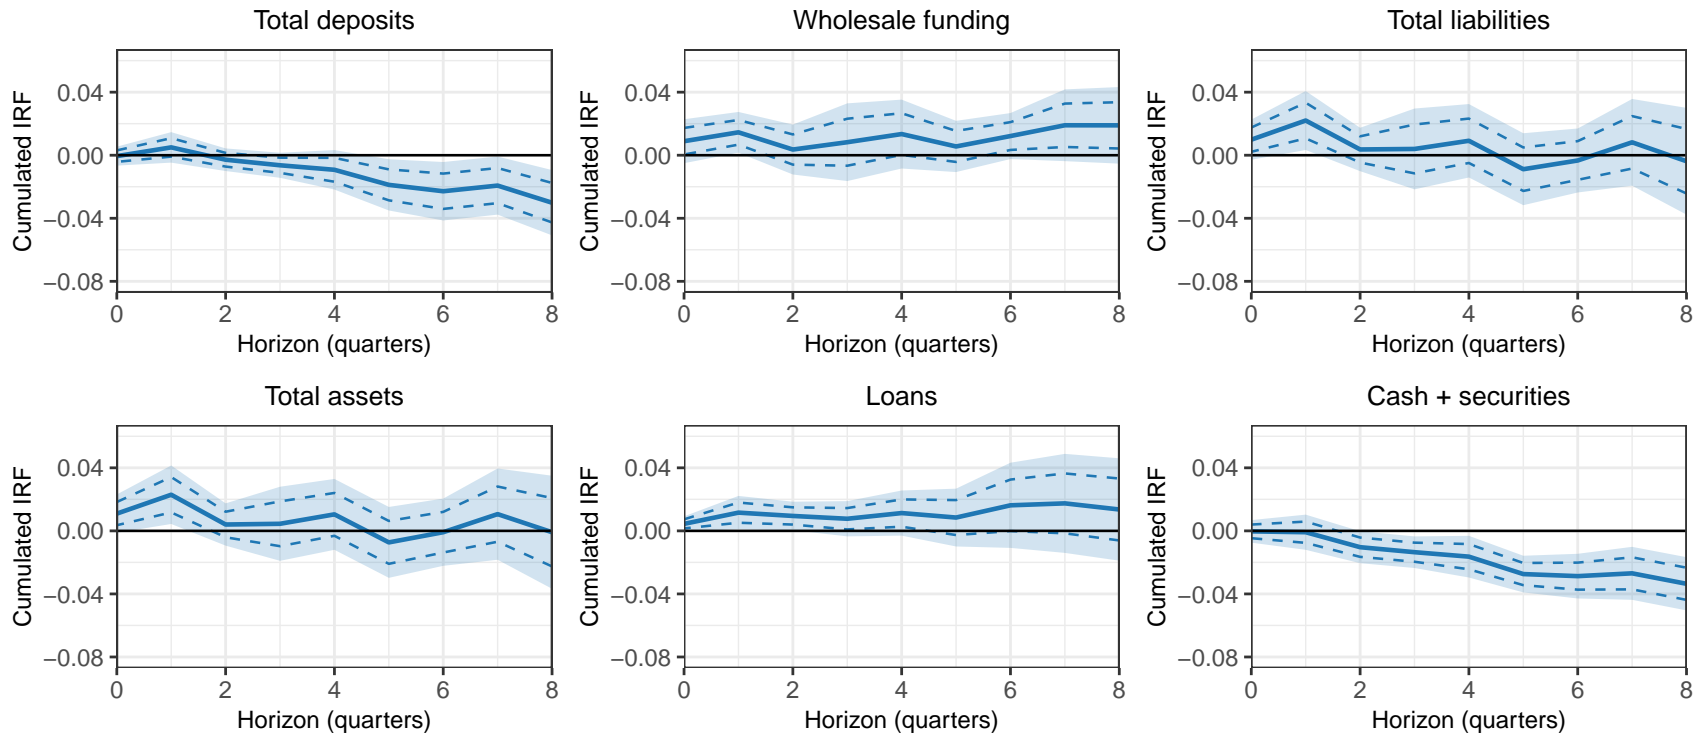 Total deposits
Cumulated IRF
0.04
0.00
−0.04
−0.08
0 2 4 6 8
Horizon (quarters)
Wholesale funding
Cumulated IRF
0.04
0.00
−0.04
−0.08
0 2 4 6 8
Horizon (quarters)
Total liabilities
Cumulated IRF
0.04
0.00
−0.04
−0.08
0 2 4 6 8
Horizon (quarters)
Total assets
Cumulated IRF
0.04
0.00
−0.04
−0.08
0 2 4 6 8
Horizon (quarters)
Loans
Cumulated IRF
0.04
0.00
−0.04
−0.08
0 2 4 6 8
Horizon (quarters)
Cash + securities
Cumulated IRF
0.04
0.00
−0.04
−0.08
0 2 4 6 8
Horizon (quarters)